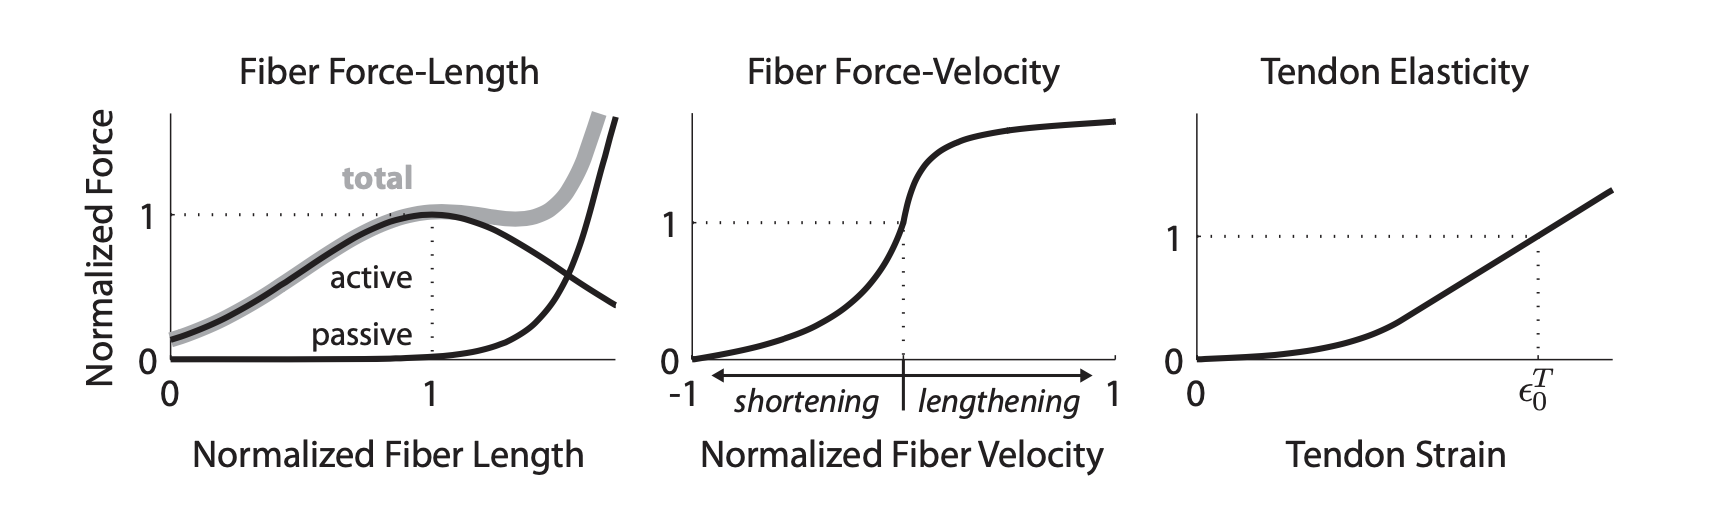 Fiber Force-Length
Normalized Force
total
1
active
passive
0
0
1
Normalized Fiber Length
Fiber Force-Velocity
1
0
-1
1
shortening
lengthening
Normalized Fiber Velocity
Tendon Elasticity
1
0
0
ϵ₀ᵀ
Tendon Strain